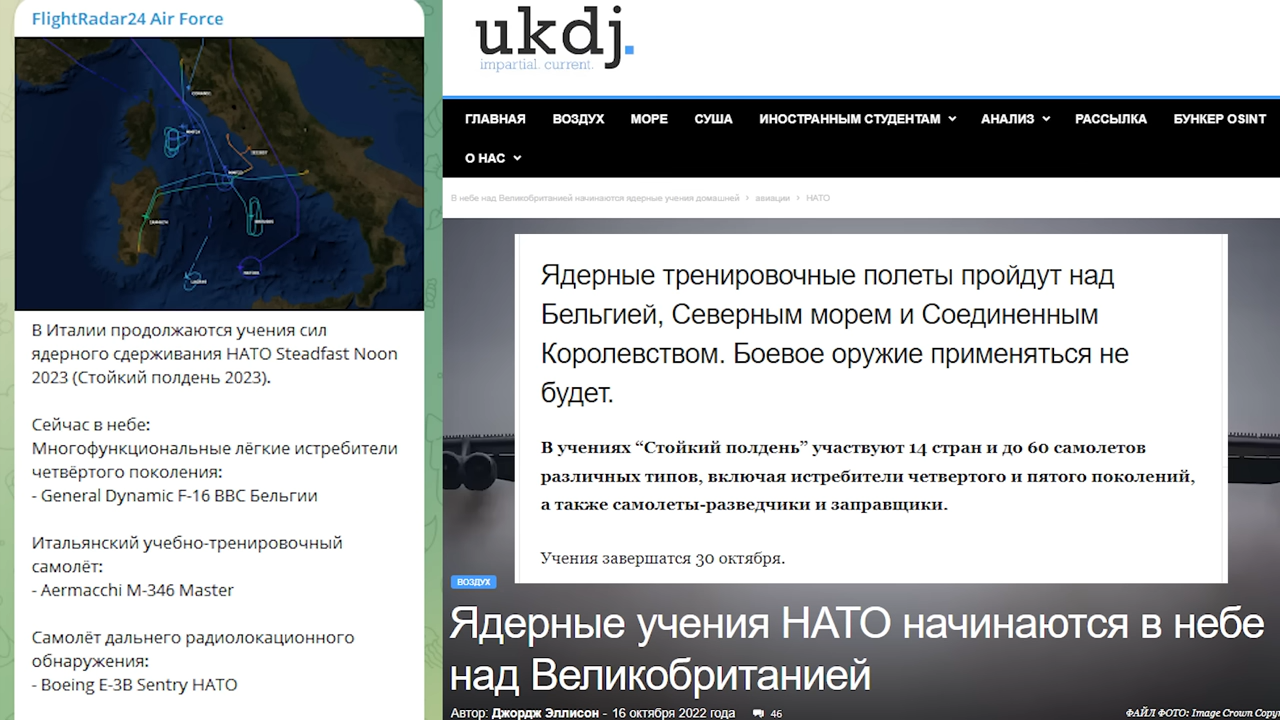 FlightRadar24 Air Force
В Италии продолжаются учения сил
ядерного сдерживания НАТО Steadfast Noon
2023 (Стойкий полдень 2023).
Сейчас в небе:
Многофункциональные лёгкие истребители
четвёртого поколения:
- General Dynamic F-16 ВВС Бельгии
Итальянский учебно-тренировочный
самолёт:
- Aermacchi M-346 Master
Самолёт дальнего радиолокационного
обнаружения:
- Boeing E-3B Sentry НАТО
ukdj.
impartial. current.
ГЛАВНАЯ ВОЗДУХ МОРЕ СУША ИНОСТРАННЫМ СТУДЕНТАМ АНАЛИЗ РАССЫЛКА БУНКЕР OSINT
О НАС
В небе над Великобританией начинаются ядерные учения домашней > авиации > НАТО
Ядерные тренировочные полеты пройдут над
Бельгией, Северным морем и Соединенным
Королевством. Боевое оружие применяться не
будет.
В учениях “Стойкий полдень” участвуют 14 стран и до 60 самолетов
различных типов, включая истребители четвертого и пятого поколений,
а также самолеты-разведчики и заправщики.
Учения завершатся 30 октября.
ВОЗДУХ
Ядерные учения НАТО начинаются в небе
над Великобританией
Автор: Джордж Эллисон - 16 октября 2022 года 46
ФАЙЛ ФОТО: Image Crown Copy